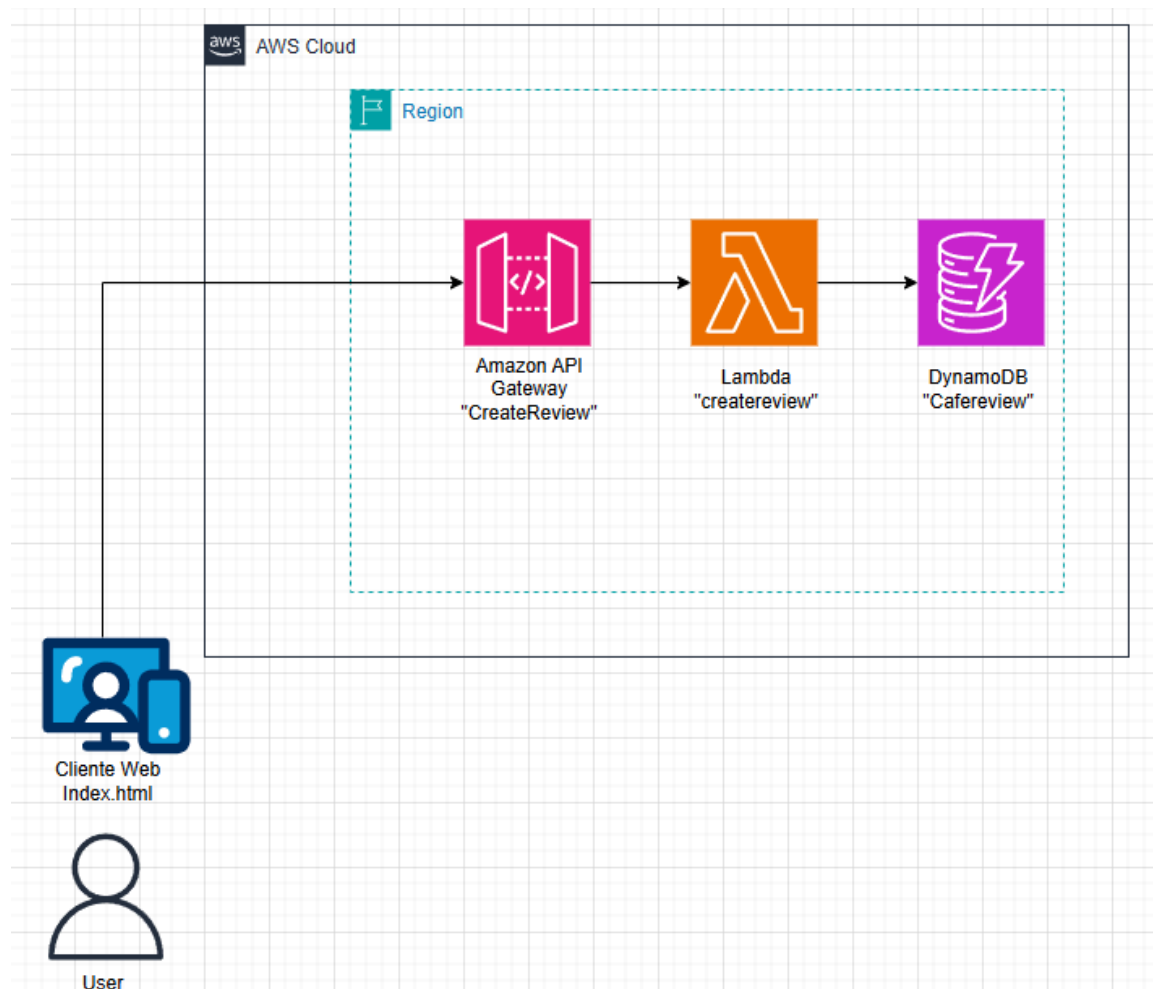 aws
AWS Cloud
Region
</>
Amazon API
Gateway
"CreateReview"
Lambda
"createreview"
DynamoDB
"Cafereview"
Cliente Web
Index.html
User